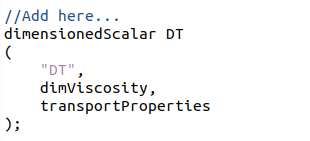 //Add here...
dimensionedScalar DT
(
    "DT",
    dimViscosity,
    transportProperties
);